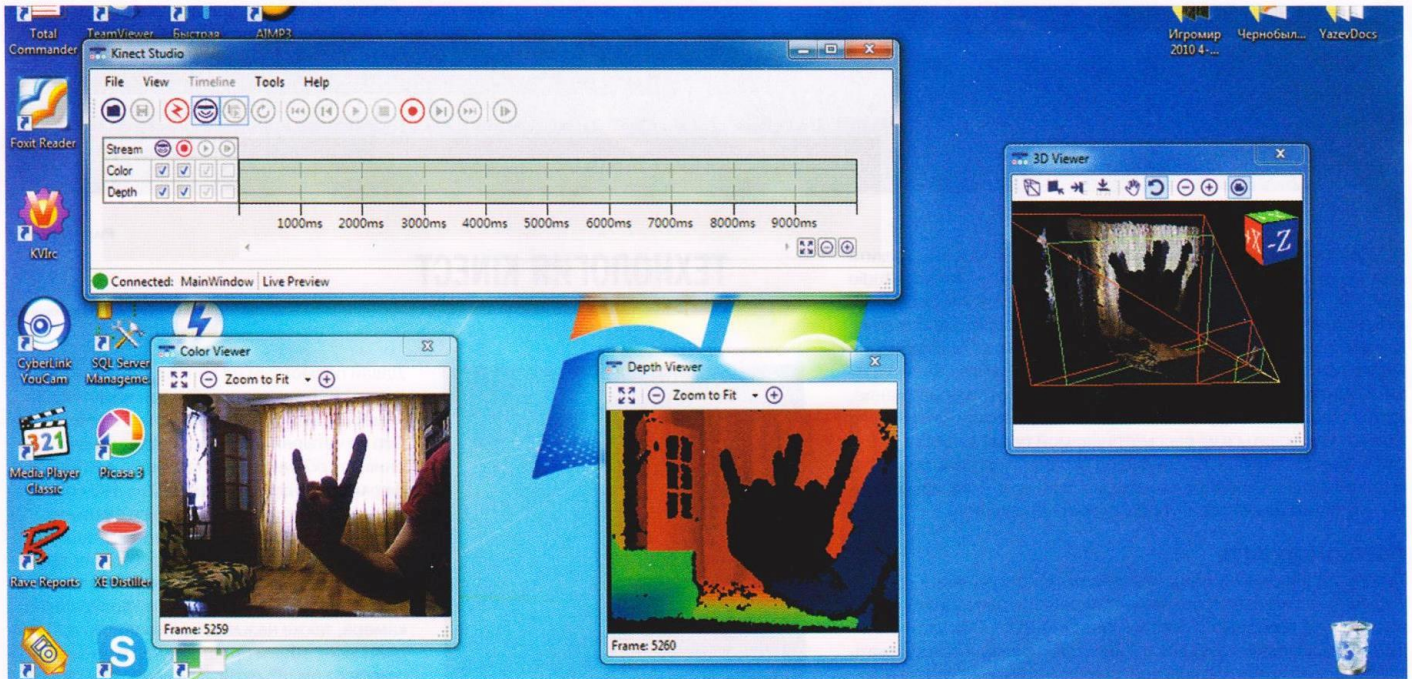 Total
Commander
TeamViewer
Быстрая
AIMP3
Игромир
2010 4-...
Чернобыл...
YazevDocs
Foxit Reader
KVIrc
CyberLink
YouCam
SQL Server
Manageme...
Media Player
Classic
Picasa 3
Rave Reports
XE Distiller
Kinect Studio
File View Timeline Tools Help
Stream
Color
Depth
1000ms 2000ms 3000ms 4000ms 5000ms 6000ms 7000ms 8000ms 9000ms
Connected: MainWindow Live Preview
3D Viewer
+X -Z
Color Viewer
Zoom to Fit
Frame: 5259
Depth Viewer
Zoom to Fit
Frame: 5260
321